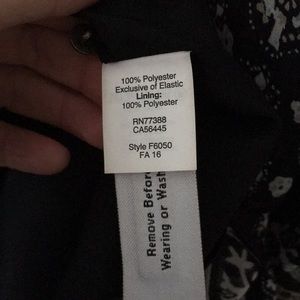 100% Polyester
Exclusive of Elastic
Lining:
100% Polyester
RN77388
CA56445
Style F6050
FA 16
Remove Before
Wearing or Wash